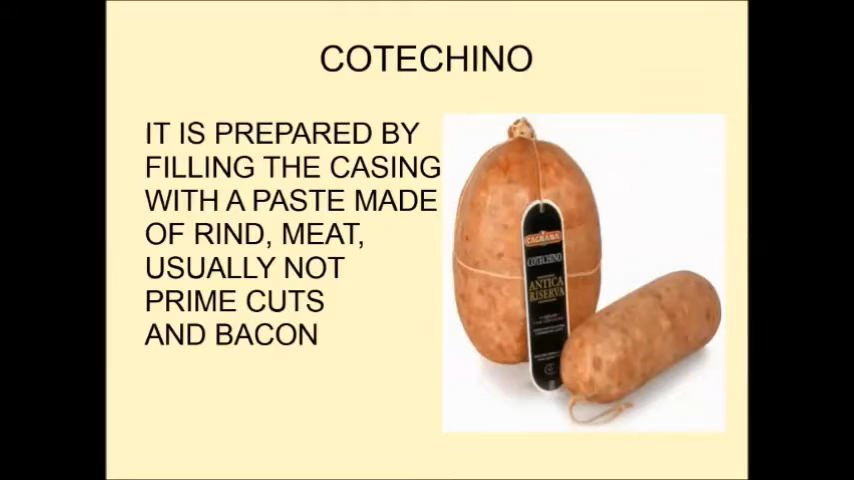 COTECHINO
IT IS PREPARED BY
FILLING THE CASING
WITH A PASTE MADE
OF RIND, MEAT,
USUALLY NOT
PRIME CUTS
AND BACON
COTECHINO
ANTICA
RISERVA